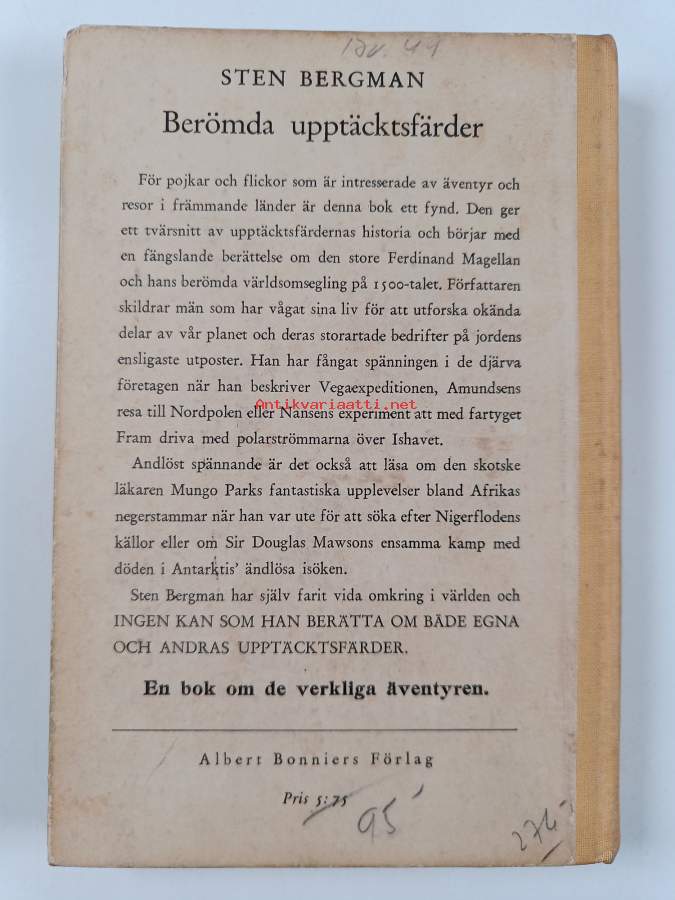 STEN BERGMAN
Berömda upptäcktsfärder
För pojkar och flickor som är intresserade av äventyr och
resor i främmande länder är denna bok ett fynd. Den ger
ett tvärsnitt av upptäcktsfärdernas historia och börjar med
en fängslande berättelse om den store Ferdinand Magellan
och hans berömda världsomsegling på 1500-talet. Författaren
skildrar män som har vågat sina liv för att utforska okända
delar av vår planet och deras storartade bedrifter på jordens
ensligaste utposter. Han har fångat spänningen i de djärva
företagen när han beskriver Vegaexpeditionen, Amundsens
Antikvariaatti.net
resa till Nordpolen eller Nansens experiment att med fartyget
Fram driva med polarströmmarna över Ishavet.
Andlöst spännande är det också att läsa om den skotske
läkaren Mungo Parks fantastiska upplevelser bland Afrikas
negerstammar när han var ute för att söka efter Nigerflodens
källor eller om Sir Douglas Mawsons ensamma kamp med
döden i Antarktis' ändlösa isöken.
Sten Bergman har själv farit vida omkring i världen och
INGEN KAN SOM HAN BERÄTTA OM BÅDE EGNA
OCH ANDRAS UPPTÄCKTSFÄRDER.
En bok om de verkliga äventyren.
Albert Bonniers Förlag
Pris 5:75
95